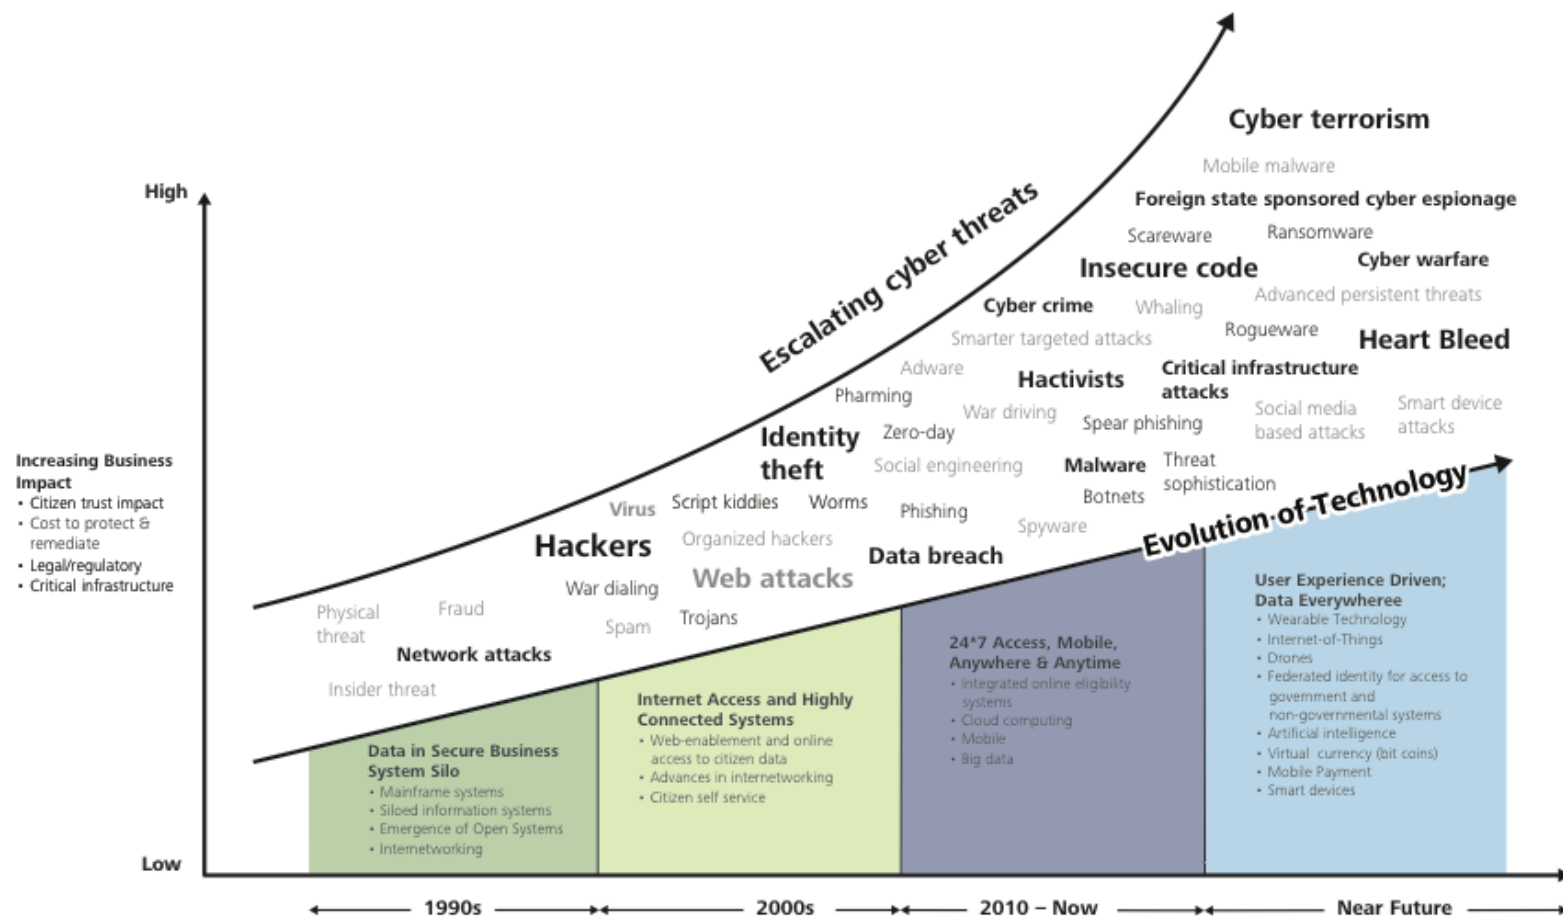 Cyber terrorism
Mobile malware
High
Escalating cyber threats
Foreign state sponsored cyber espionage
Scareware
Ransomware
Insecure code
Cyber warfare
Cyber crime
Whaling
Advanced persistent threats
Smarter targeted attacks
Rogueware
Heart Bleed
Adware
Hactivists
Critical infrastructure
attacks
Pharming
War driving
Spear phishing
Social media
based attacks
Smart device
attacks
Identity
theft
Zero-day
Social engineering
Malware
Threat
sophistication
Botnets
Increasing Business
Impact
• Citizen trust impact
• Cost to protect &
remediate
• Legal/regulatory
• Critical infrastructure
Virus
Script kiddies
Worms
Phishing
Spyware
Hackers
Organized hackers
Data breach
War dialing
Web attacks
Physical
threat
Fraud
Spam
Trojans
Network attacks
Insider threat
Evolution-of-Technology
Data in Secure Business
System Silo
• Mainframe systems
• Siloed information systems
• Emergence of Open Systems
• Internetworking
Internet Access and Highly
Connected Systems
• Web-enablement and online
access to citizen data
• Advances in internetworking
• Citizen self service
24*7 Access, Mobile,
Anywhere & Anytime
• Integrated online eligibility
systems
• Cloud computing
• Mobile
• Big data
User Experience Driven;
Data Everywheree
• Wearable Technology
• Internet-of-Things
• Drones
• Federated identity for access to
government and
non-governmental systems
• Artificial intelligence
• Virtual currency (bit coins)
• Mobile Payment
• Smart devices
Low
1990s
2000s
2010 – Now
Near Future